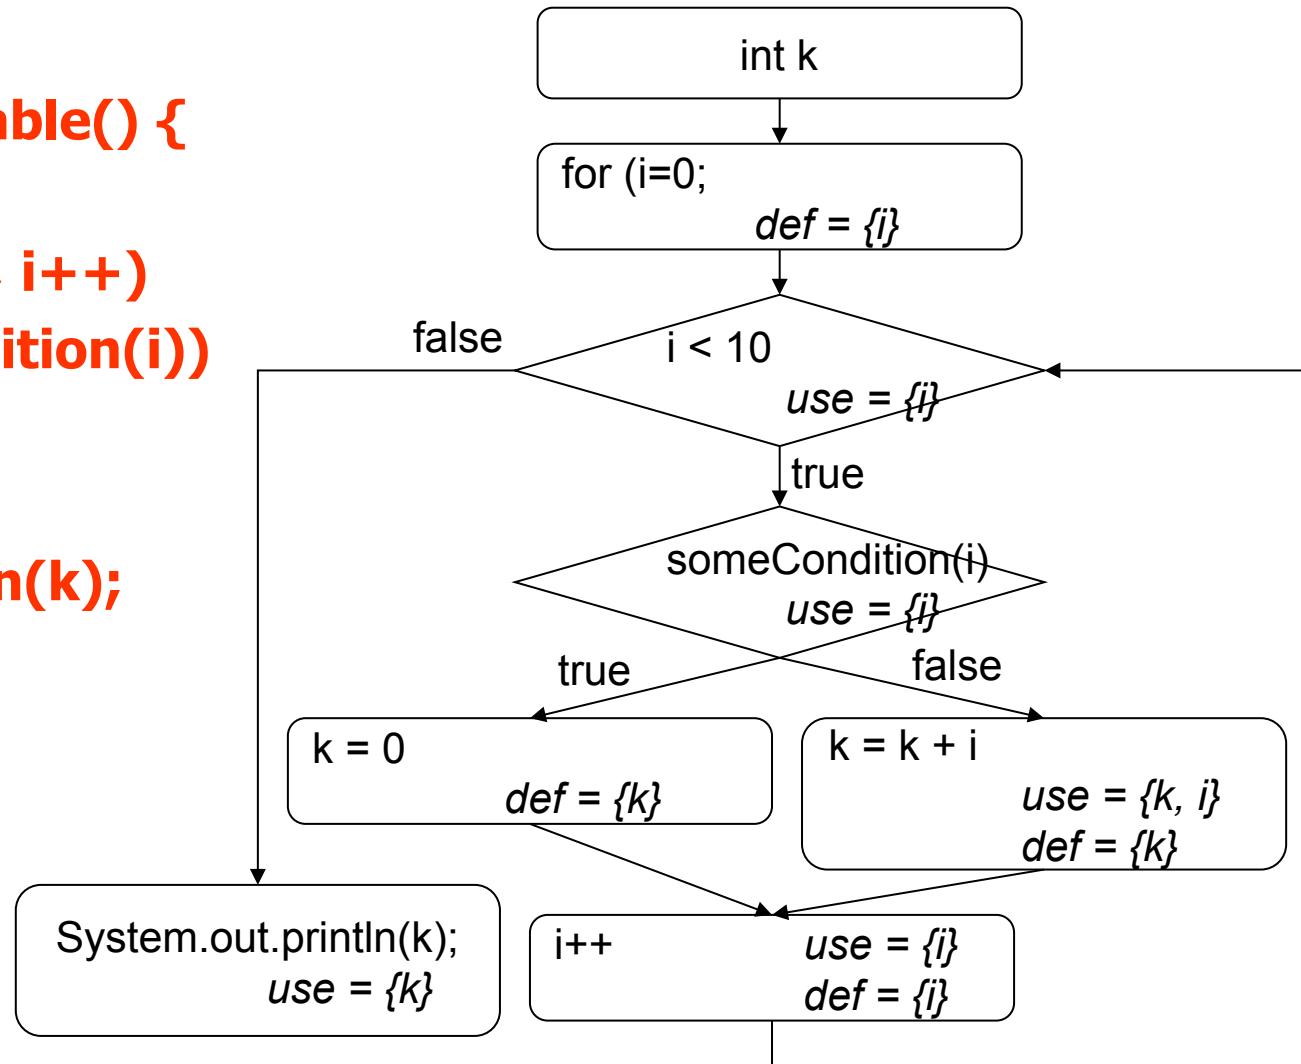 able() {
i++)
ition(i))
n(k);
int k
for (i=0;
def = {i}
i < 10
use = {i}
false
true
someCondition(i)
use = {i}
true
false
k = 0
def = {k}
k = k + i
use = {k, i}
def = {k}
System.out.println(k);
use = {k}
i++ use = {i}
def = {i}